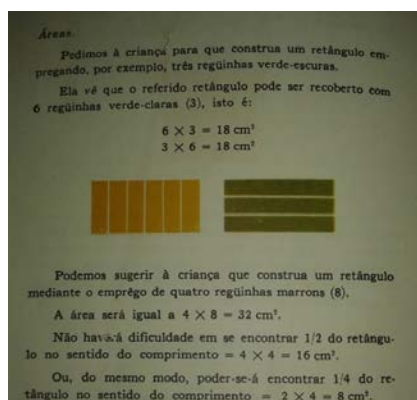 Áreas.
Pedimos à criança para que construa um retângulo em-
pregando, por exemplo, três regüinhas verde-escuras.
Ela vê que o referido retângulo pode ser recoberto com
6 regüinhas verde-claras (3), isto é:
6 × 3 = 18 cm²
3 × 6 = 18 cm²
Podemos sugerir à criança que construa um retângulo
mediante o emprêgo de quatro regüinhas marrons (8).
A área será igual a 4 × 8 = 32 cm².
Não haverá dificuldade em se encontrar 1/2 do retângu-
lo no sentido do comprimento = 4 × 4 = 16 cm².
Ou, do mesmo modo, poder-se-á encontrar 1/4 do re-
tângulo no sentido do comprimento = 2 × 4 = 8 cm².